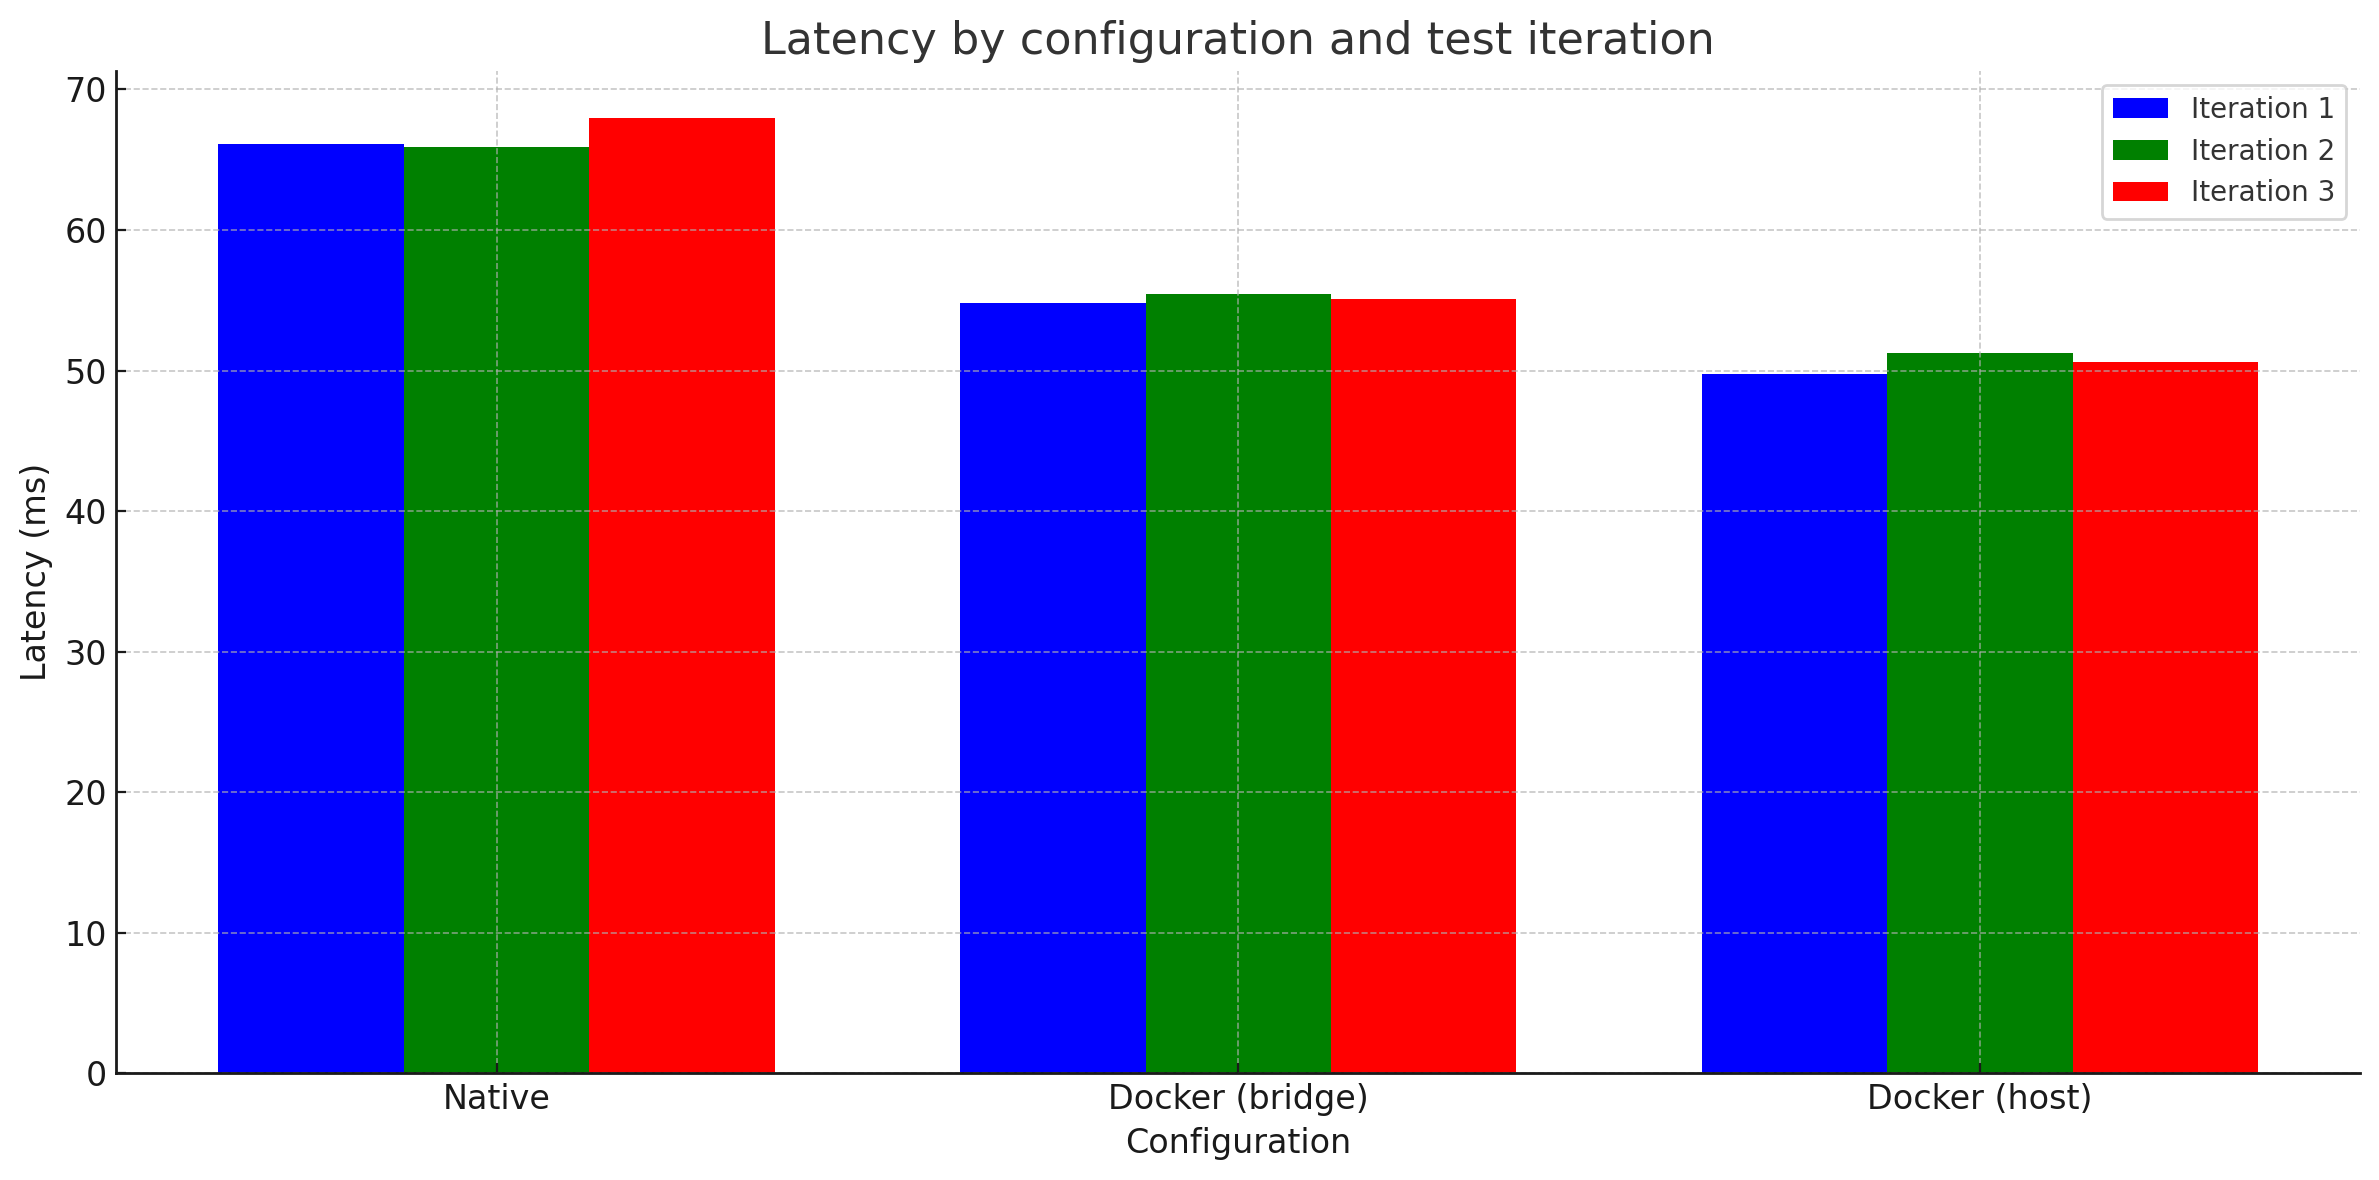 Latency by configuration and test iteration
70
60
50
40
30
20
10
0
Latency (ms)
Iteration 1
Iteration 2
Iteration 3
Native
Docker (bridge)
Docker (host)
Configuration